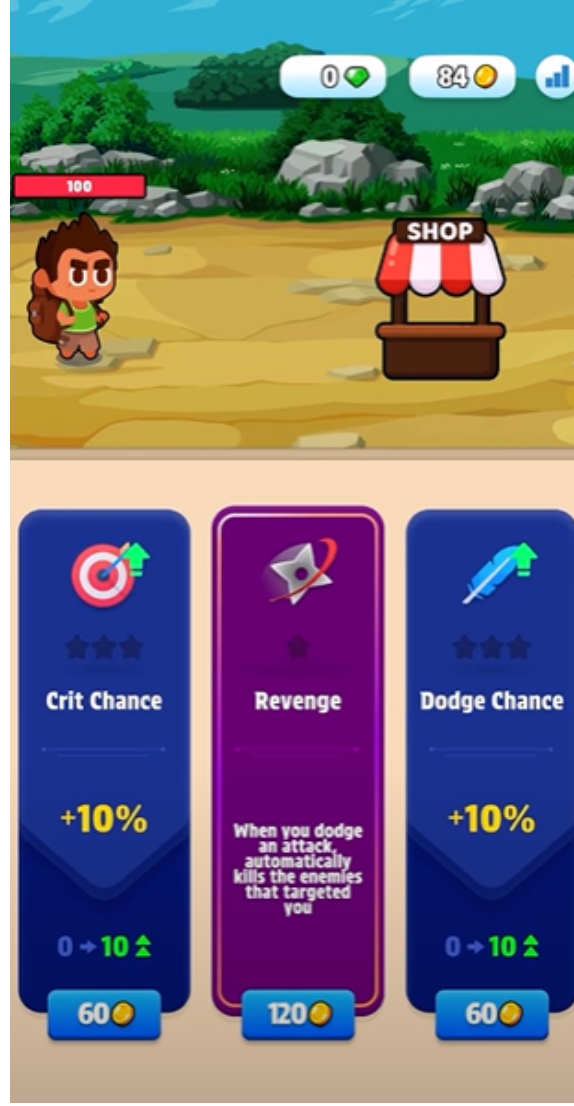 0
84
100
SHOP
Crit Chance
+10%
0 → 10
60
Revenge
When you dodge
an attack,
automatically
kills the enemies
that targeted
you
120
Dodge Chance
+10%
0 → 10
60